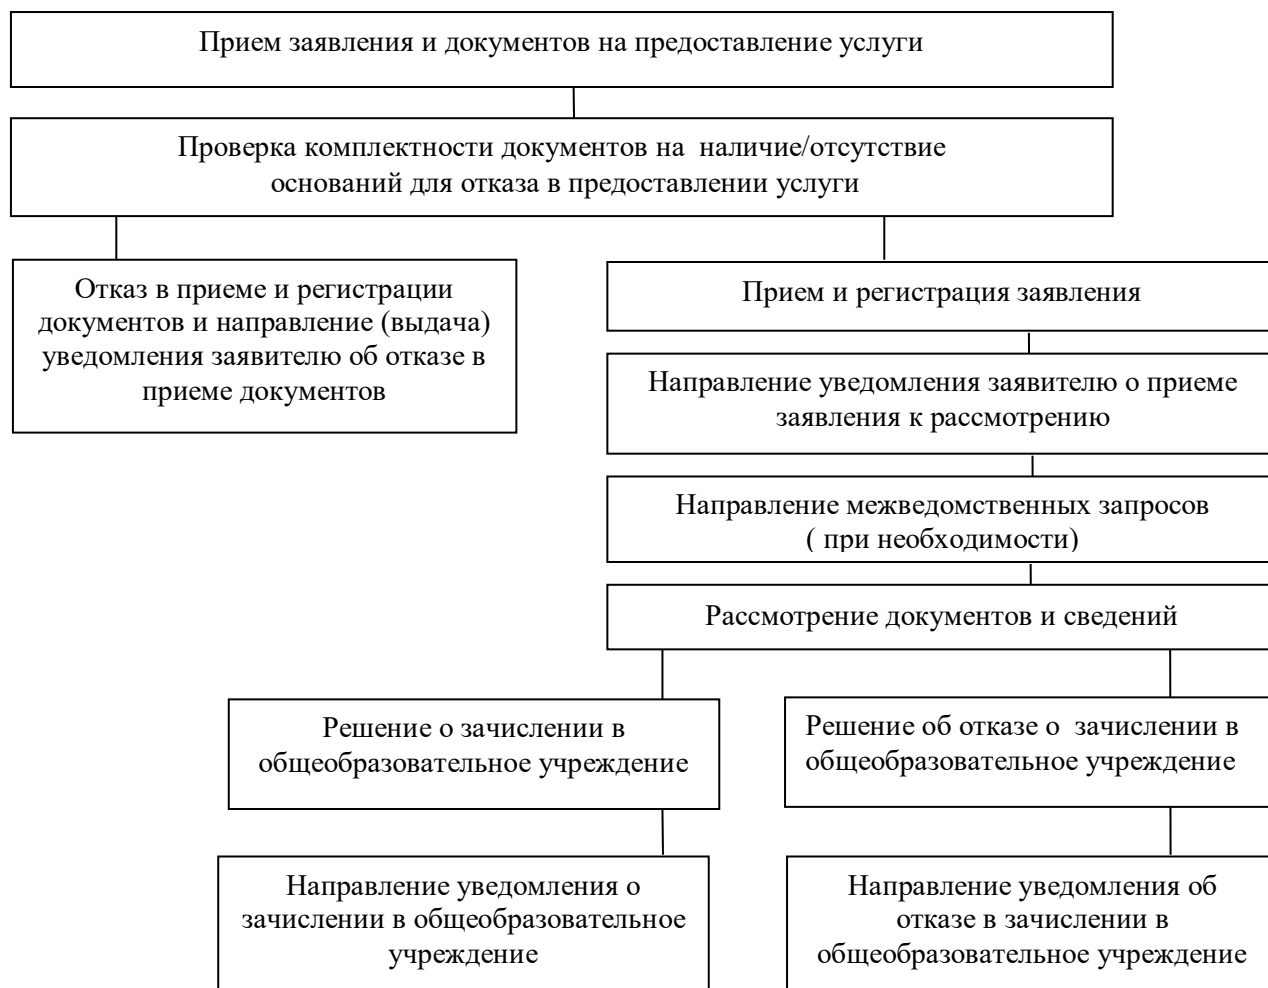 Прием заявления и документов на предоставление услуги
Проверка комплектности документов на  наличие/отсутствие
оснований для отказа в предоставлении услуги
Отказ в приеме и регистрации
документов и направление (выдача)
уведомления заявителю об отказе в
приеме документов
Прием и регистрация заявления
Направление уведомления заявителю о приеме
заявления к рассмотрению
Направление межведомственных запросов
( при необходимости)
Рассмотрение документов и сведений
Решение о зачислении в
общеобразовательное учреждение
Решение об отказе о  зачислении в
общеобразовательное учреждение
Направление уведомления о
зачислении в общеобразовательное
учреждение
Направление уведомления об
отказе в зачислении в
общеобразовательное учреждение